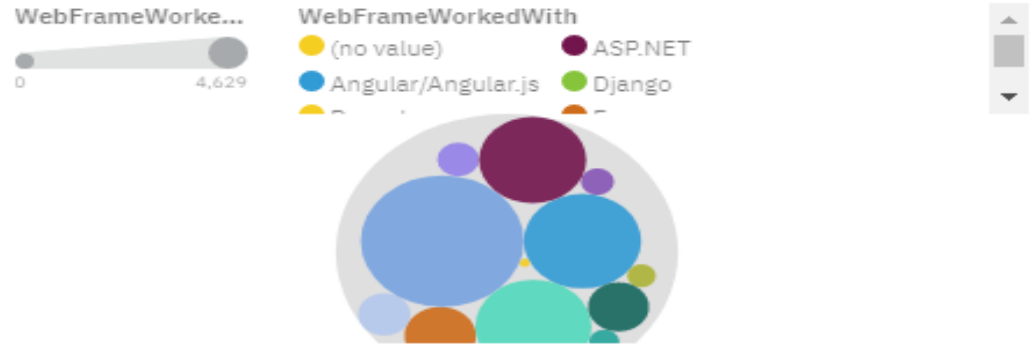 WebFrameWorke...
0 4,629
WebFrameWorkedWith
(no value) ASP.NET
Angular/Angular.js Django